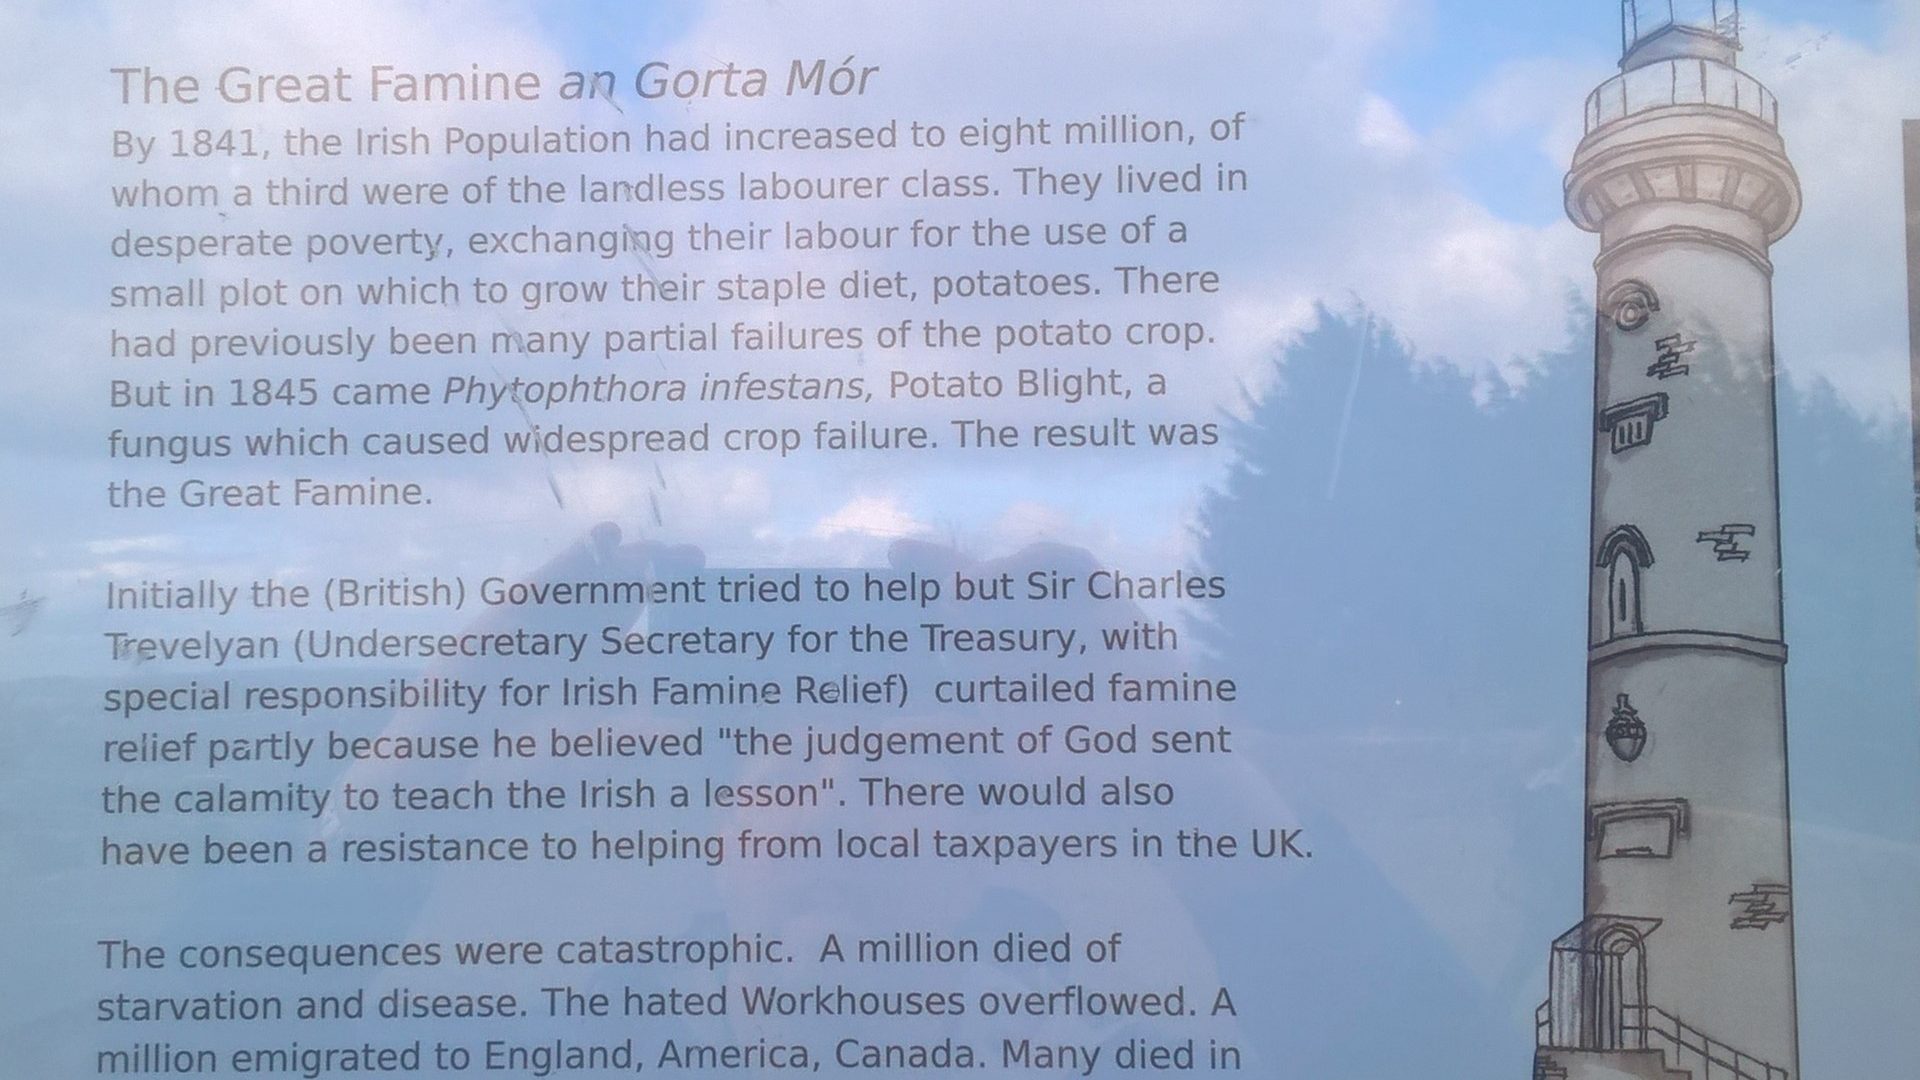 The Great Famine an Gorta Mór
By 1841, the Irish Population had increased to eight million, of
whom a third were of the landless labourer class. They lived in
desperate poverty, exchanging their labour for the use of a
small plot on which to grow their staple diet, potatoes. There
had previously been many partial failures of the potato crop.
But in 1845 came Phytophthora infestans, Potato Blight, a
fungus which caused widespread crop failure. The result was
the Great Famine.
Initially the (British) Government tried to help but Sir Charles
Trevelyan (Undersecretary Secretary for the Treasury, with
special responsibility for Irish Famine Relief)  curtailed famine
relief partly because he believed "the judgement of God sent
the calamity to teach the Irish a lesson". There would also
have been a resistance to helping from local taxpayers in the UK.
The consequences were catastrophic.  A million died of
starvation and disease. The hated Workhouses overflowed. A
million emigrated to England, America, Canada. Many died in